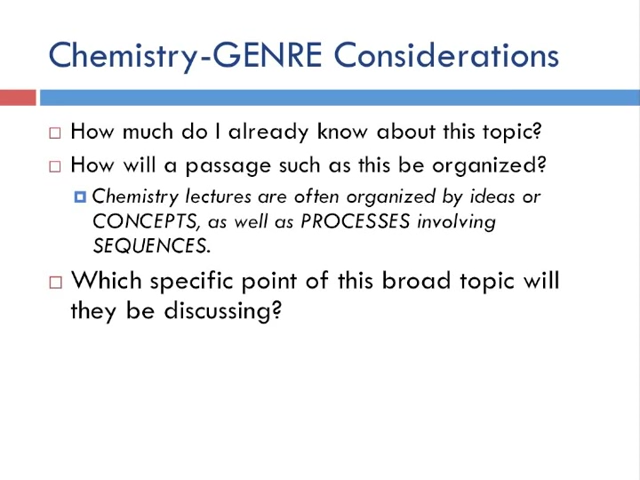 Chemistry-GENRE Considerations
How much do I already know about this topic?
How will a passage such as this be organized?
Chemistry lectures are often organized by ideas or
CONCEPTS, as well as PROCESSES involving
SEQUENCES.
Which specific point of this broad topic will
they be discussing?